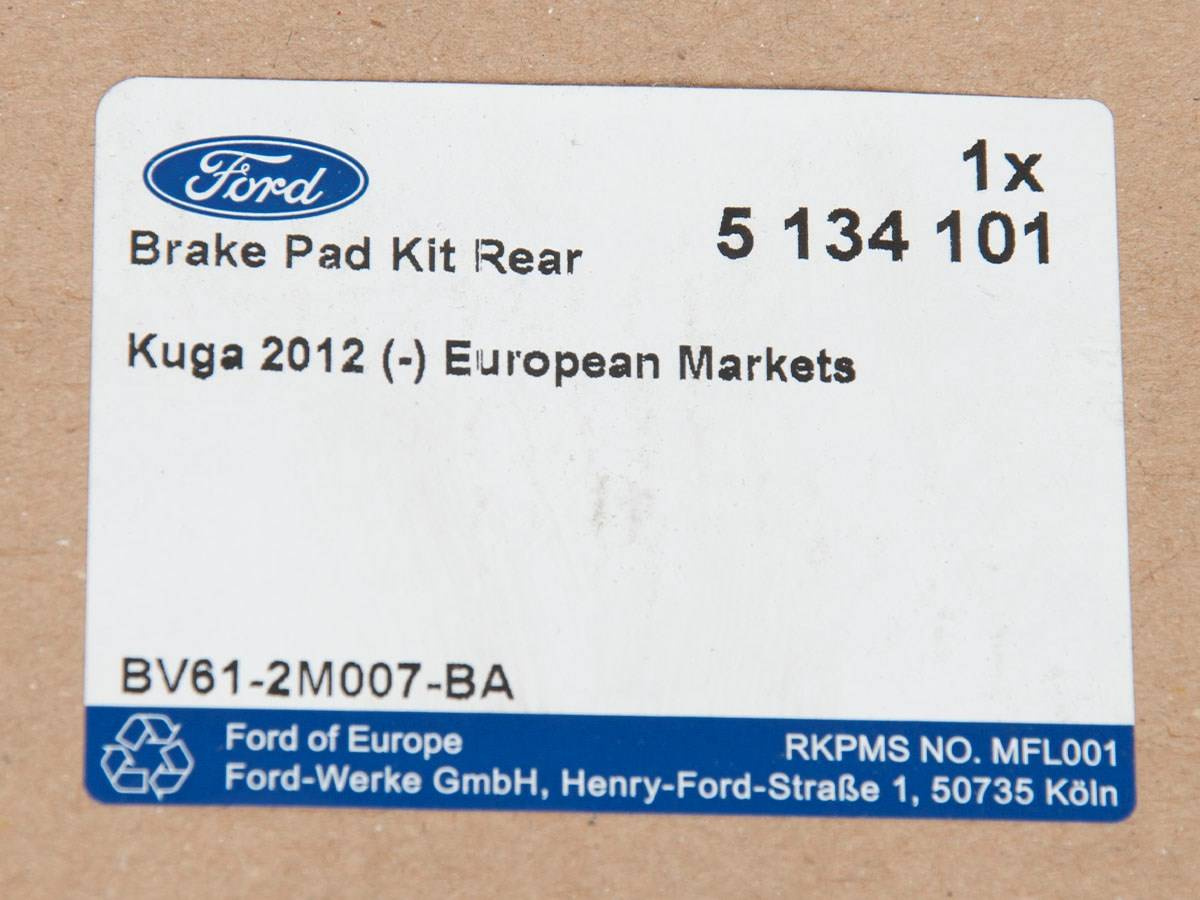 Ford
1x
Brake Pad Kit Rear
5 134 101
Kuga 2012 (-) European Markets
BV61-2M007-BA
Ford of Europe
RKPMS NO. MFL001
Ford-Werke GmbH, Henry-Ford-Straße 1, 50735 Köln